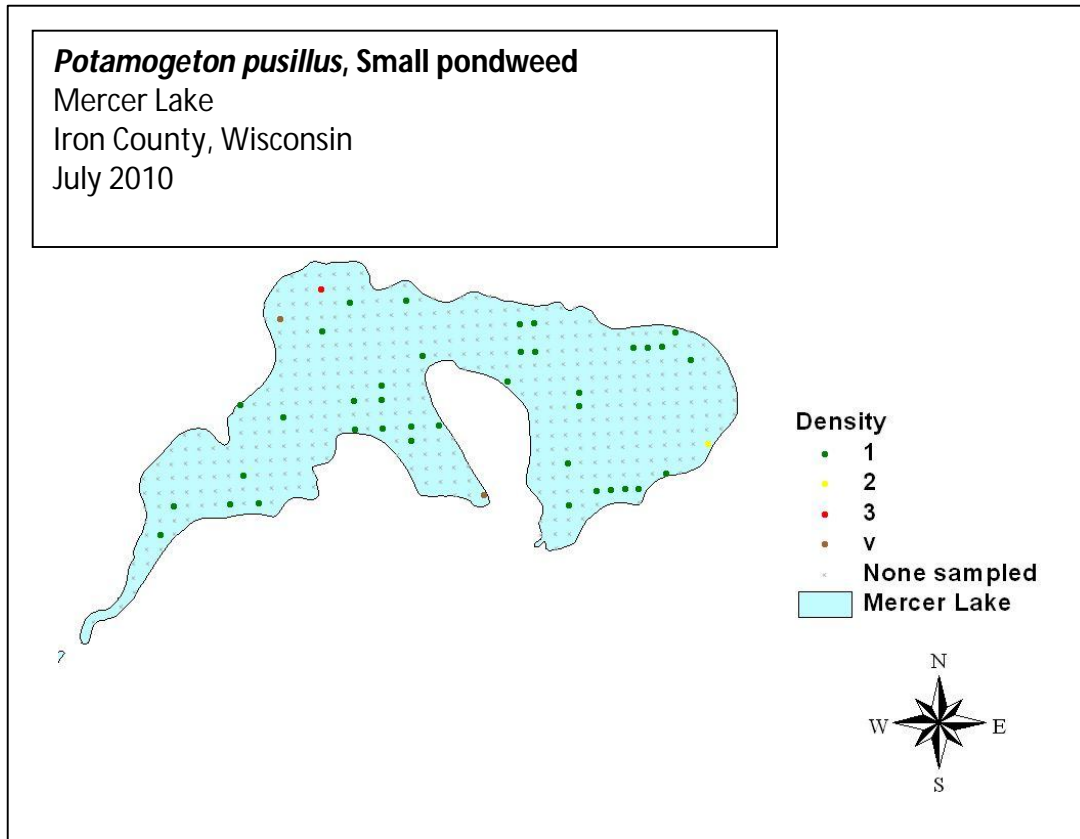 Potamogeton pusillus, Small pondweed
Mercer Lake
Iron County, Wisconsin
July 2010
Density
1
2
3
v
None sampled
Mercer Lake
N
W E
S